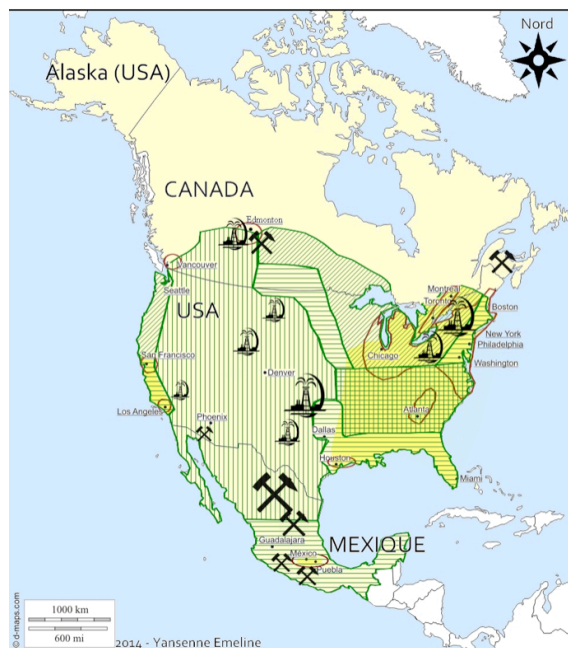 Nord
Alaska (USA)
CANADA
Edmonton
Vancouver
Seattle
USA
Montreal
Toronto
Boston
New York
Philadelphia
Washington
Chicago
San Francisco
Denver
Los Angeles
Phoenix
Atlanta
Dallas
Houston
Miami
MEXIQUE
Guadalajara
México
Puebla
1000 km
600 mi
© d-maps.com
2014 - Yansenne Emeline